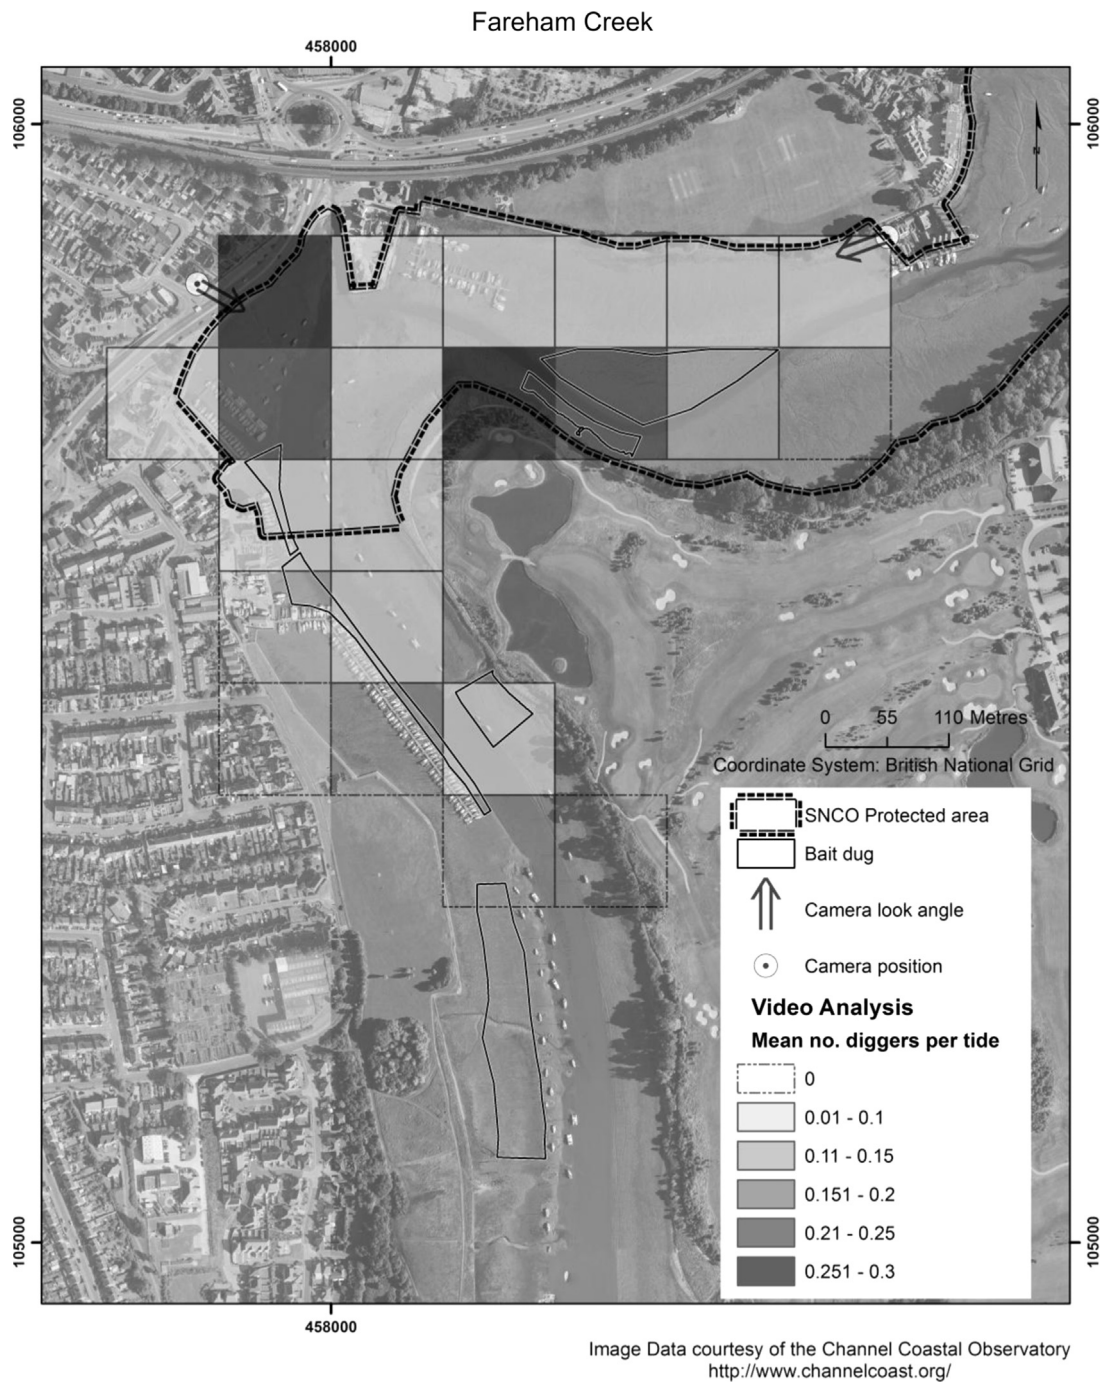 Fareham Creek
458000
106000
106000
N
0 55 110 Metres
Coordinate System: British National Grid
SNCO Protected area
Bait dug
Camera look angle
Camera position
Video Analysis
Mean no. diggers per tide
0
0.01 - 0.1
0.11 - 0.15
0.151 - 0.2
0.21 - 0.25
0.251 - 0.3
105000
105000
458000
Image Data courtesy of the Channel Coastal Observatory
http://www.channelcoast.org/